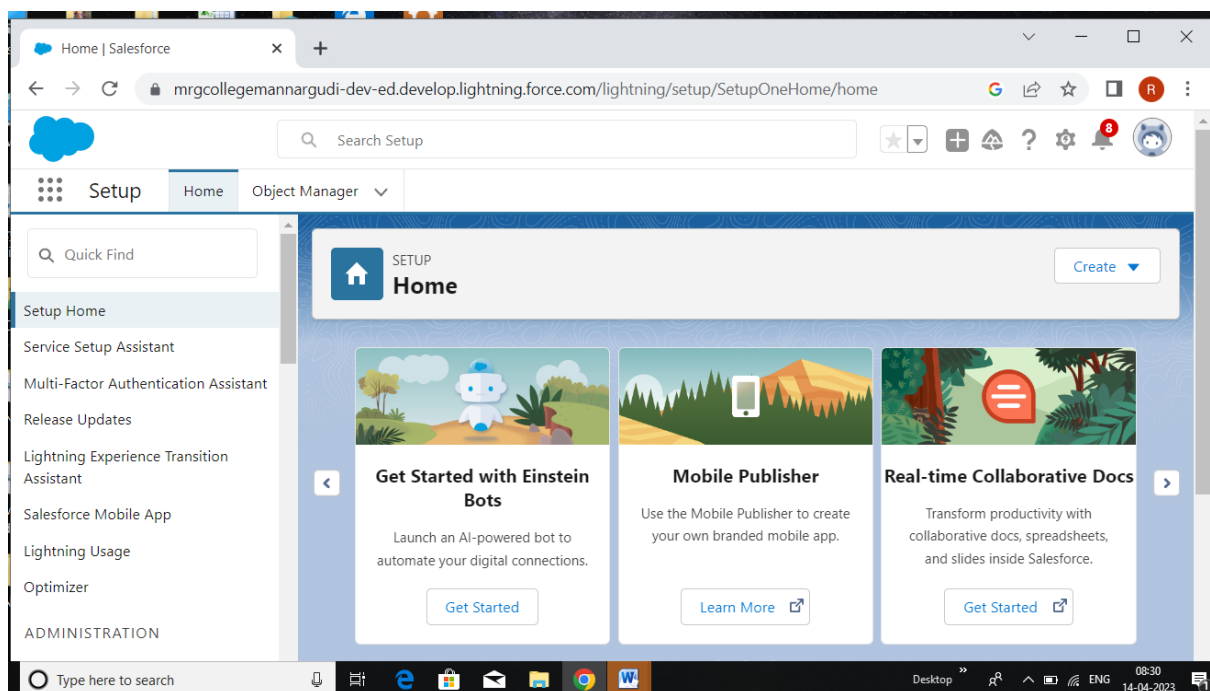 Home | Salesforce
mrgcollegemannargudi-dev-ed.develop.lightning.force.com/lightning/setup/SetupOneHome/home
G
R
Search Setup
8
Setup
Home
Object Manager
Quick Find
SETUP
Home
Create
Setup Home
Service Setup Assistant
Multi-Factor Authentication Assistant
Release Updates
Lightning Experience Transition
Assistant
Salesforce Mobile App
Lightning Usage
Optimizer
ADMINISTRATION
Get Started with Einstein
Bots
Launch an AI-powered bot to
automate your digital connections.
Get Started
Mobile Publisher
Use the Mobile Publisher to create
your own branded mobile app.
Learn More
Real-time Collaborative Docs
Transform productivity with
collaborative docs, spreadsheets,
and slides inside Salesforce.
Get Started
Type here to search
W
Desktop
ENG
08:30
14-04-2023